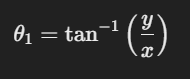 θ₁ = tan⁻¹ (y/x)